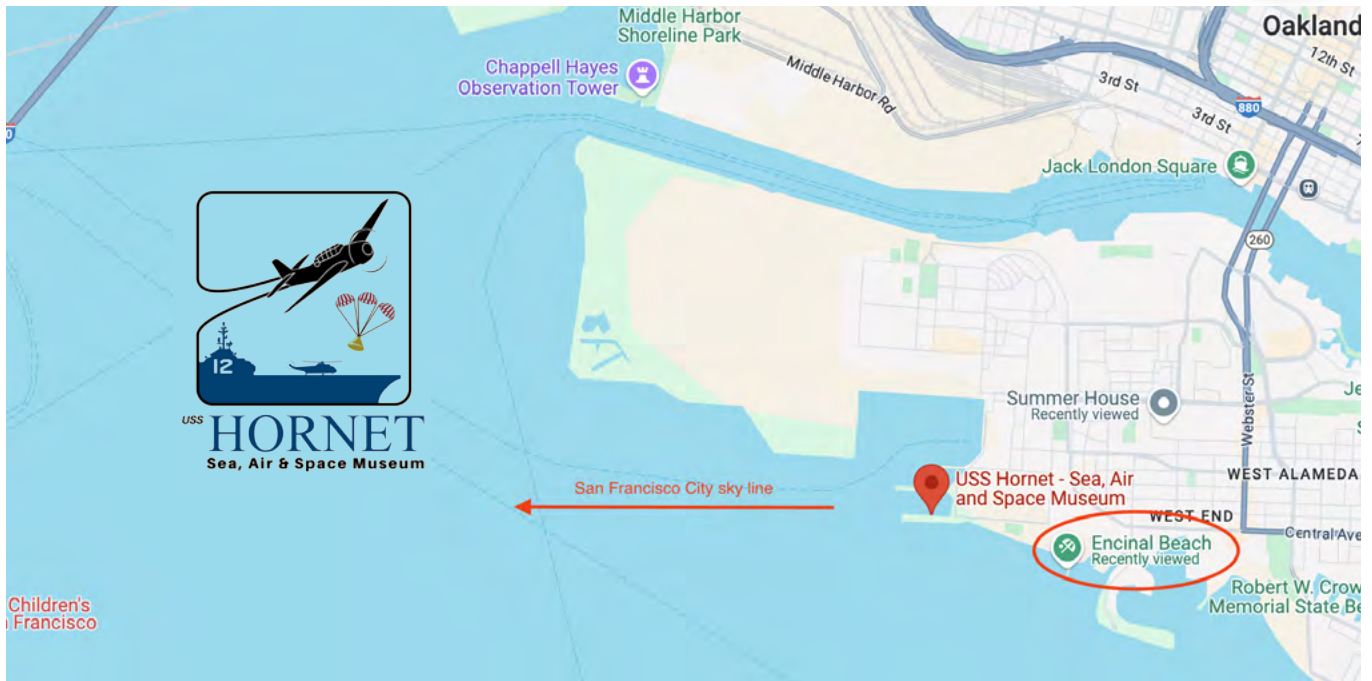 Middle Harbor
Shoreline Park
Oakland
12th St
Chappell Hayes
Observation Tower
Middle Harbor Rd
3rd St
880
3rd St
Jack London Square
260
12
USS HORNET
Sea, Air & Space Museum
Summer House
Recently viewed
Webster St
San Francisco City sky line
USS Hornet - Sea, Air
and Space Museum
WEST ALAMEDA
WEST END
Central Ave
Encinal Beach
Recently viewed
Robert W. Crow
Memorial State Be
Children's
Francisco